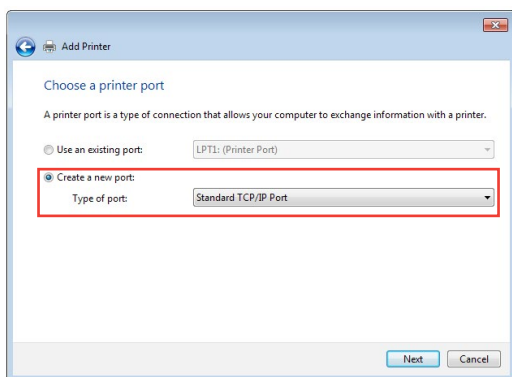 Add Printer
Choose a printer port
A printer port is a type of connection that allows your computer to exchange information with a printer.
Use an existing port: LPT1: (Printer Port)
Create a new port:
Type of port: Standard TCP/IP Port
Next Cancel